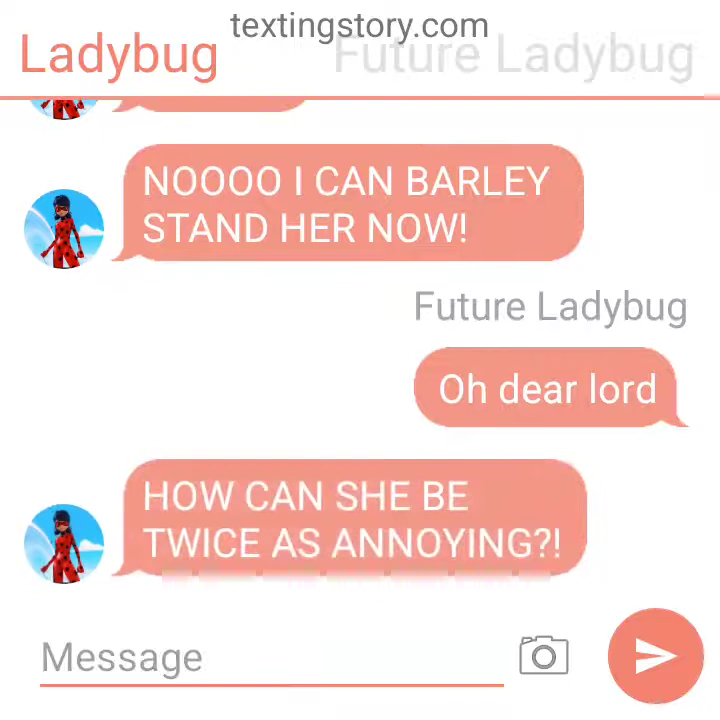 textingstory.com
Ladybug
Future Ladybug
NOOOO I CAN BARLEY
STAND HER NOW!
Future Ladybug
Oh dear lord
HOW CAN SHE BE
TWICE AS ANNOYING?!
Message